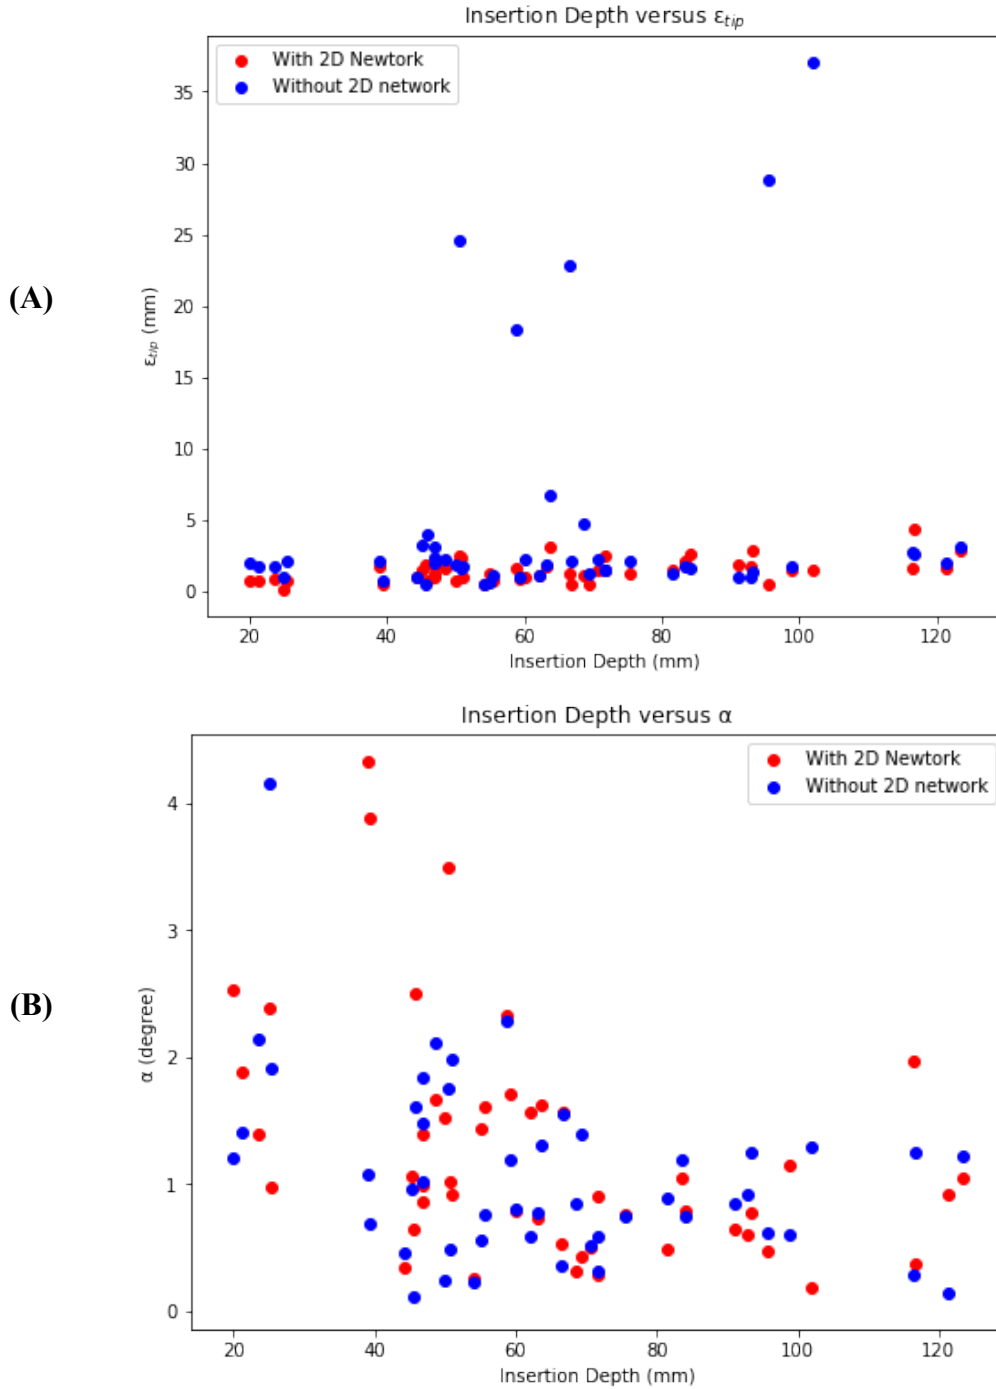 Insertion Depth versus ε_tip
With 2D Newtork
Without 2D network
35
30
25
20
15
10
5
0
(A)
ε_tip (mm)
20 40 60 80 100 120
Insertion Depth (mm)
Insertion Depth versus α
With 2D Newtork
Without 2D network
4
3
2
1
0
(B)
α (degree)
20 40 60 80 100 120
Insertion Depth (mm)